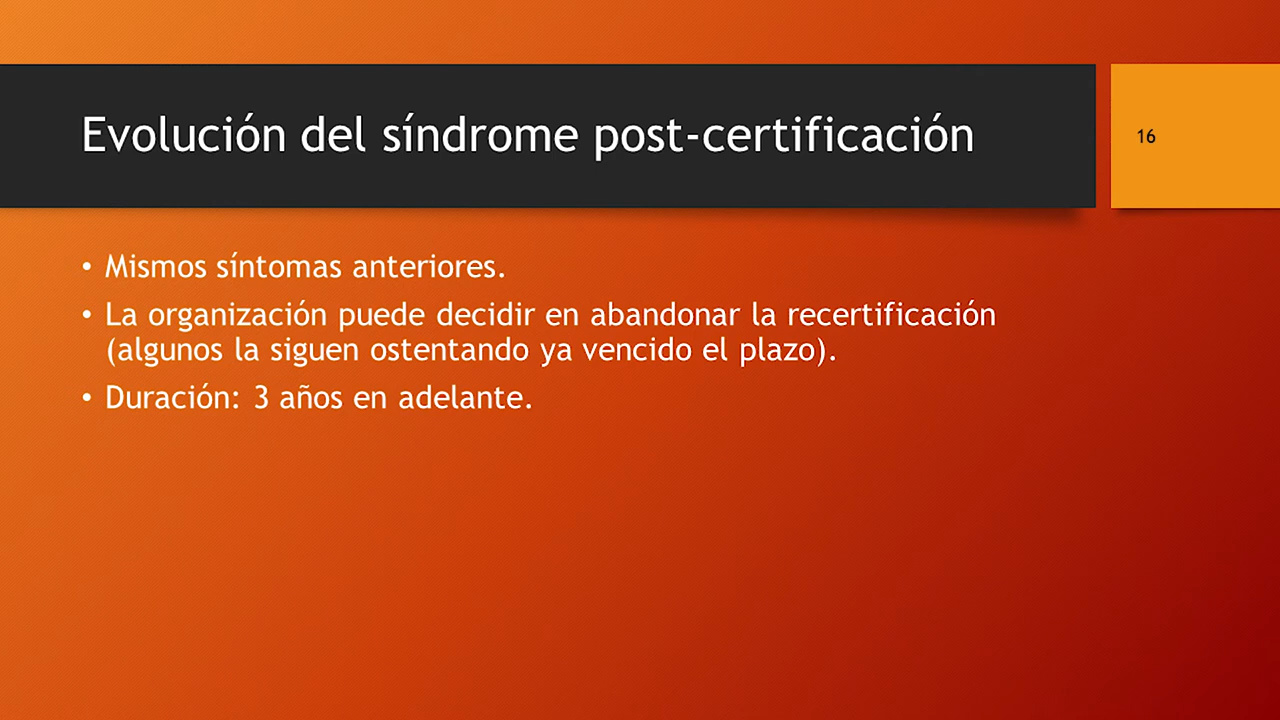 Evolución del síndrome post-certificación
16
• Mismos síntomas anteriores.
• La organización puede decidir en abandonar la recertificación
(algunos la siguen ostentando ya vencido el plazo).
• Duración: 3 años en adelante.